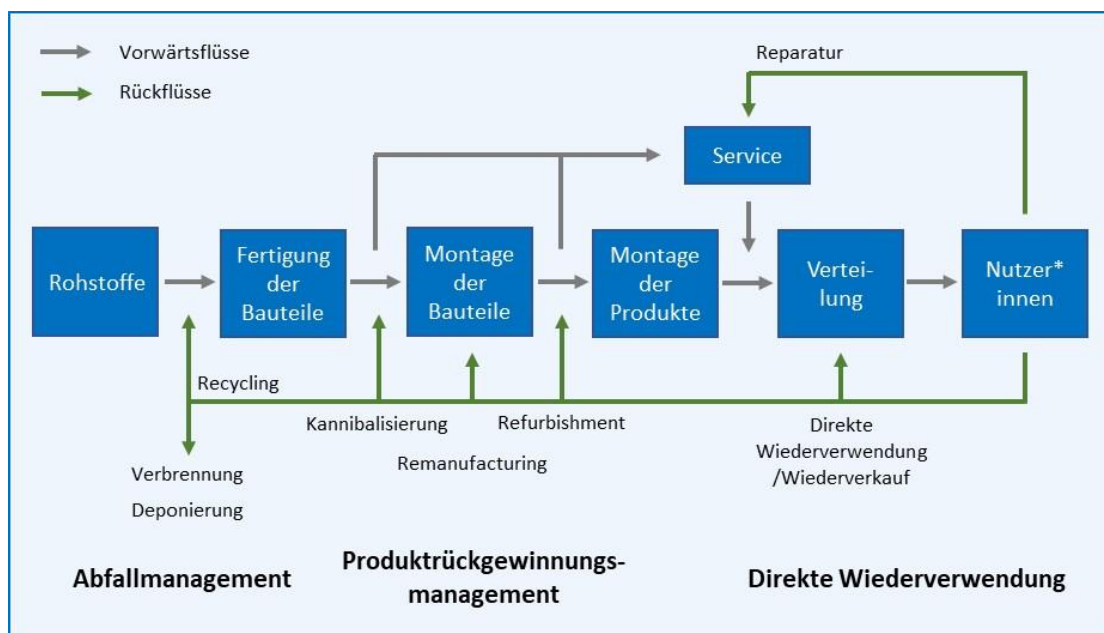 Vorwärtsflüsse
Rückflüsse
Reparatur
Service
Rohstoffe
Fertigung
der
Bauteile
Montage
der
Bauteile
Montage
der
Produkte
Vertei-
lung
Nutzer*
innen
Recycling
Kannibalisierung
Refurbishment
Remanufacturing
Direkte
Wiederverwendung
/Wiederverkauf
Verbrennung
Deponierung
Abfallmanagement
Produktrückgewinnungs-
management
Direkte Wiederverwendung